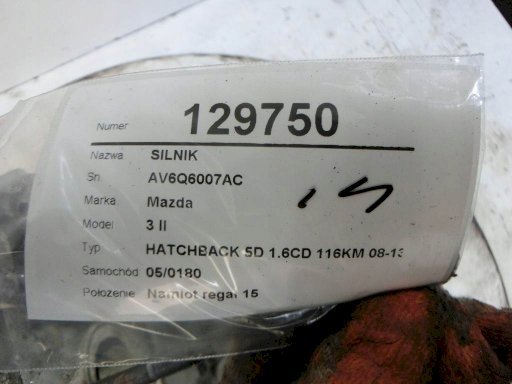 Numer 129750
Nazwa SILNIK
Sn. AV6Q6007AC
Marka Mazda
Model 3 II
Typ HATCHBACK 5D 1.6CD 116KM 08-13
Samochód 05/0180
Położenie Namiot regał 15